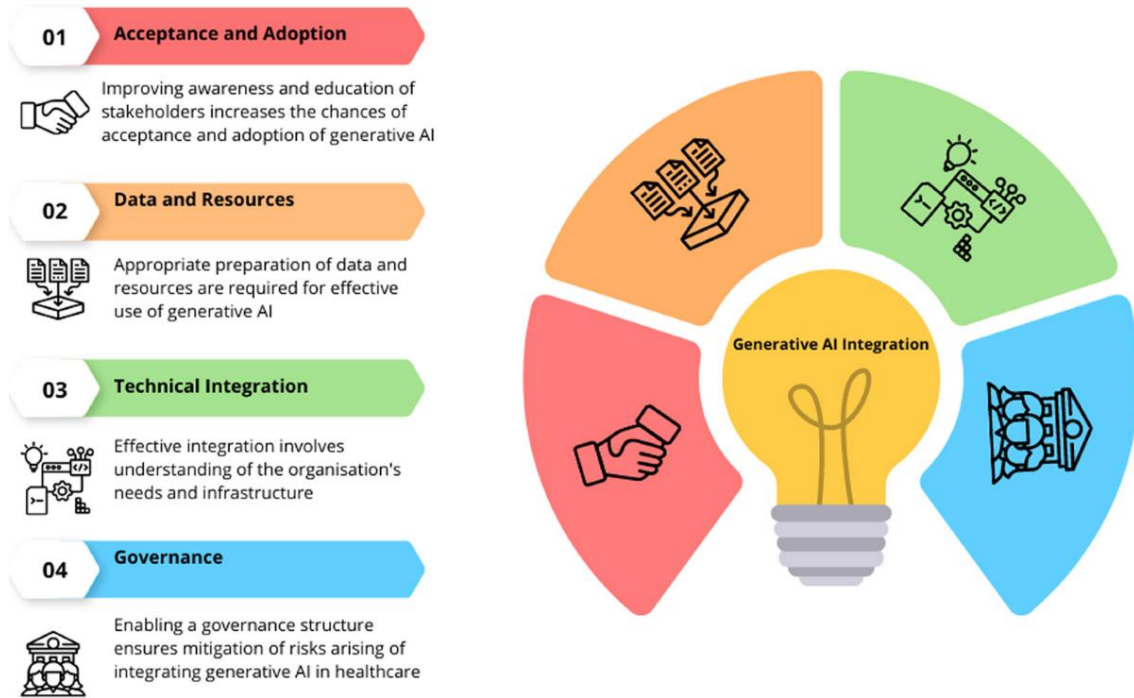 01
Acceptance and Adoption
Improving awareness and education of
stakeholders increases the chances of
acceptance and adoption of generative AI
02
Data and Resources
Appropriate preparation of data and
resources are required for effective
use of generative AI
03
Technical Integration
Effective integration involves
understanding of the organisation's
needs and infrastructure
04
Governance
Enabling a governance structure
ensures mitigation of risks arising of
integrating generative AI in healthcare
Generative AI Integration